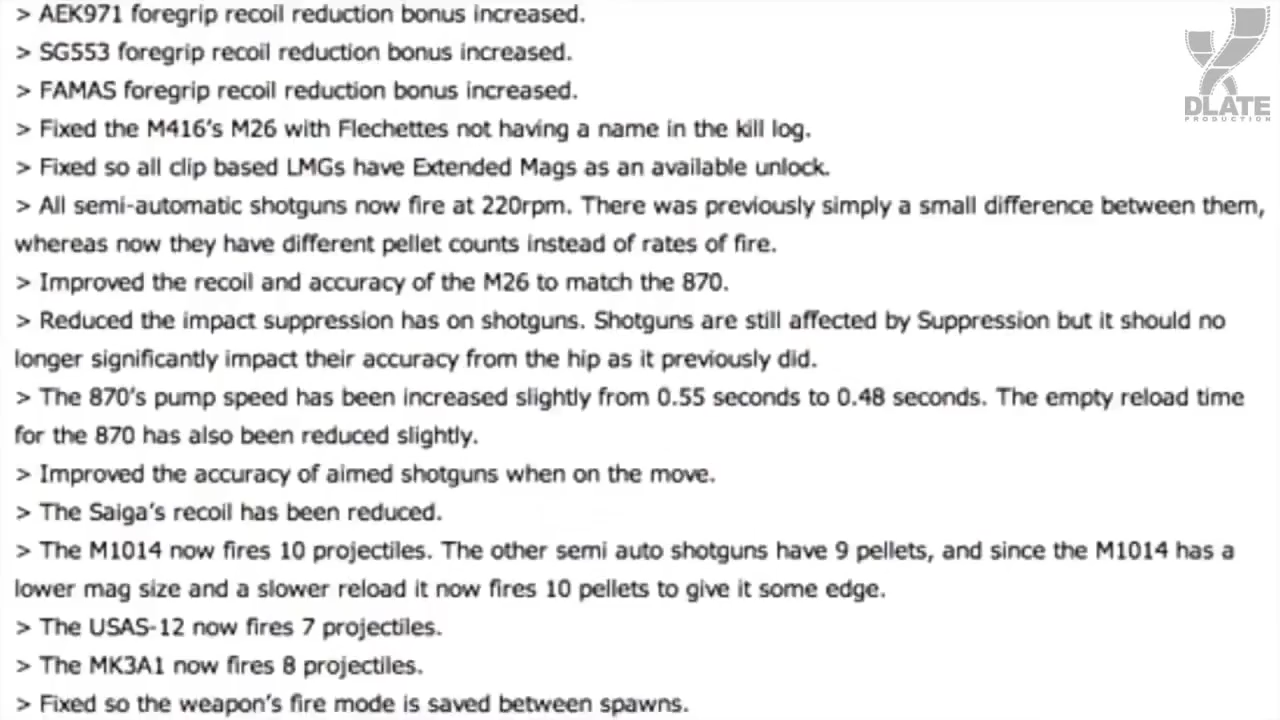 > AEK971 foregrip recoil reduction bonus increased.
> SG553 foregrip recoil reduction bonus increased.
> FAMAS foregrip recoil reduction bonus increased.
> Fixed the M416's M26 with Flechettes not having a name in the kill log.
> Fixed so all clip based LMGs have Extended Mags as an available unlock.
> All semi-automatic shotguns now fire at 220rpm. There was previously simply a small difference between them,
whereas now they have different pellet counts instead of rates of fire.
> Improved the recoil and accuracy of the M26 to match the 870.
> Reduced the impact suppression has on shotguns. Shotguns are still affected by Suppression but it should no
longer significantly impact their accuracy from the hip as it previously did.
> The 870's pump speed has been increased slightly from 0.55 seconds to 0.48 seconds. The empty reload time
for the 870 has also been reduced slightly.
> Improved the accuracy of aimed shotguns when on the move.
> The Saiga's recoil has been reduced.
> The M1014 now fires 10 projectiles. The other semi auto shotguns have 9 pellets, and since the M1014 has a
lower mag size and a slower reload it now fires 10 pellets to give it some edge.
> The USAS-12 now fires 7 projectiles.
> The MK3A1 now fires 8 projectiles.
> Fixed so the weapon's fire mode is saved between spawns.
DLATE
PRODUCTION